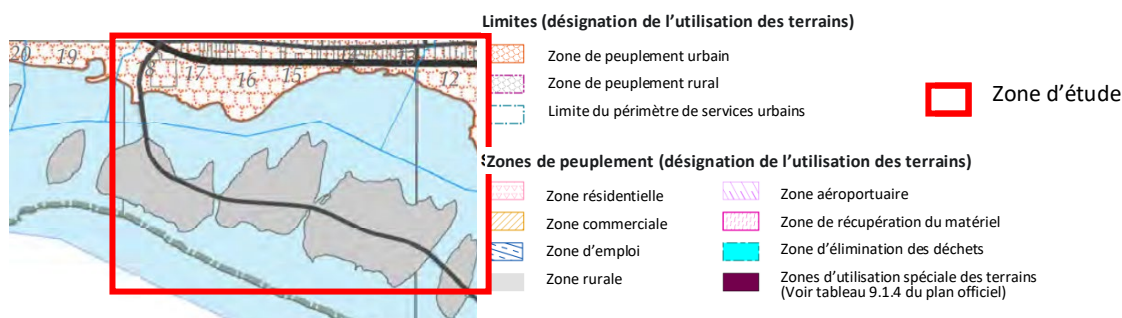 20
19
8
17
16
15
12
Limites (désignation de l’utilisation des terrains)
Zone de peuplement urbain
Zone de peuplement rural
Limite du périmètre de services urbains
Zone d’étude
Zones de peuplement (désignation de l’utilisation des terrains)
Zone résidentielle
Zone commerciale
Zone d’emploi
Zone rurale
Zone aéroportuaire
Zone de récupération du matériel
Zone d’élimination des déchets
Zones d’utilisation spéciale des terrains
(Voir tableau 9.1.4 du plan officiel)